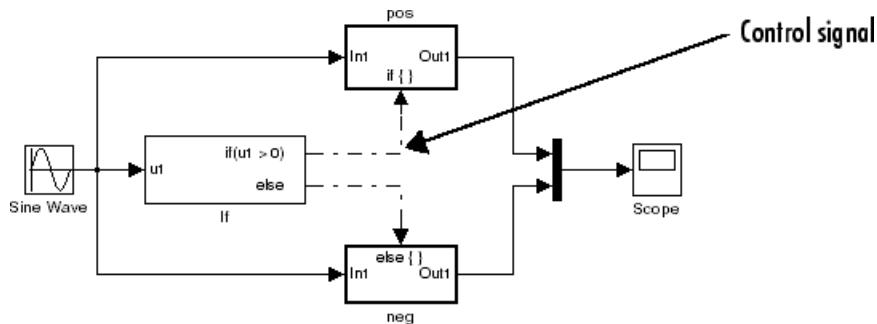 pos
Control signal
In1
Out1
if { }
if(u1 > 0)
u1
else
Sine Wave
If
Scope
else { }
In1
Out1
neg